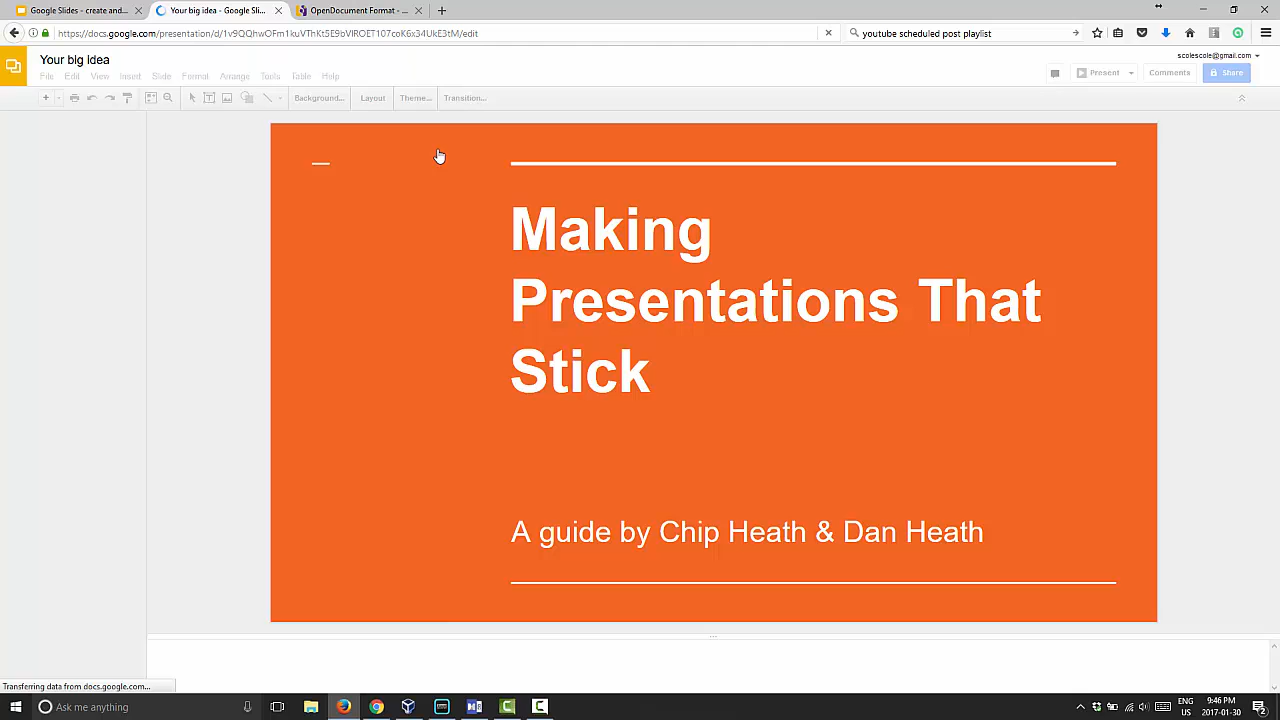 Google Slides - create and...
Your big idea - Google Sli...
OpenDocument Format - ...
https://docs.google.com/presentation/d/1v9QQhwOFm1kuVThKt5E9bVlROET107coK6x34UkE3tM/edit
youtube scheduled post playlist
Your big idea
scolescole@gmail.com
File Edit View Insert Slide Format Arrange Tools Table Help
Present
Comments
Share
Background...
Layout
Theme...
Transition...
Making
Presentations That
Stick
A guide by Chip Heath & Dan Heath
Transferring data from docs.google.com...
Ask me anything
ENG
US
9:46 PM
2017-01-30
2